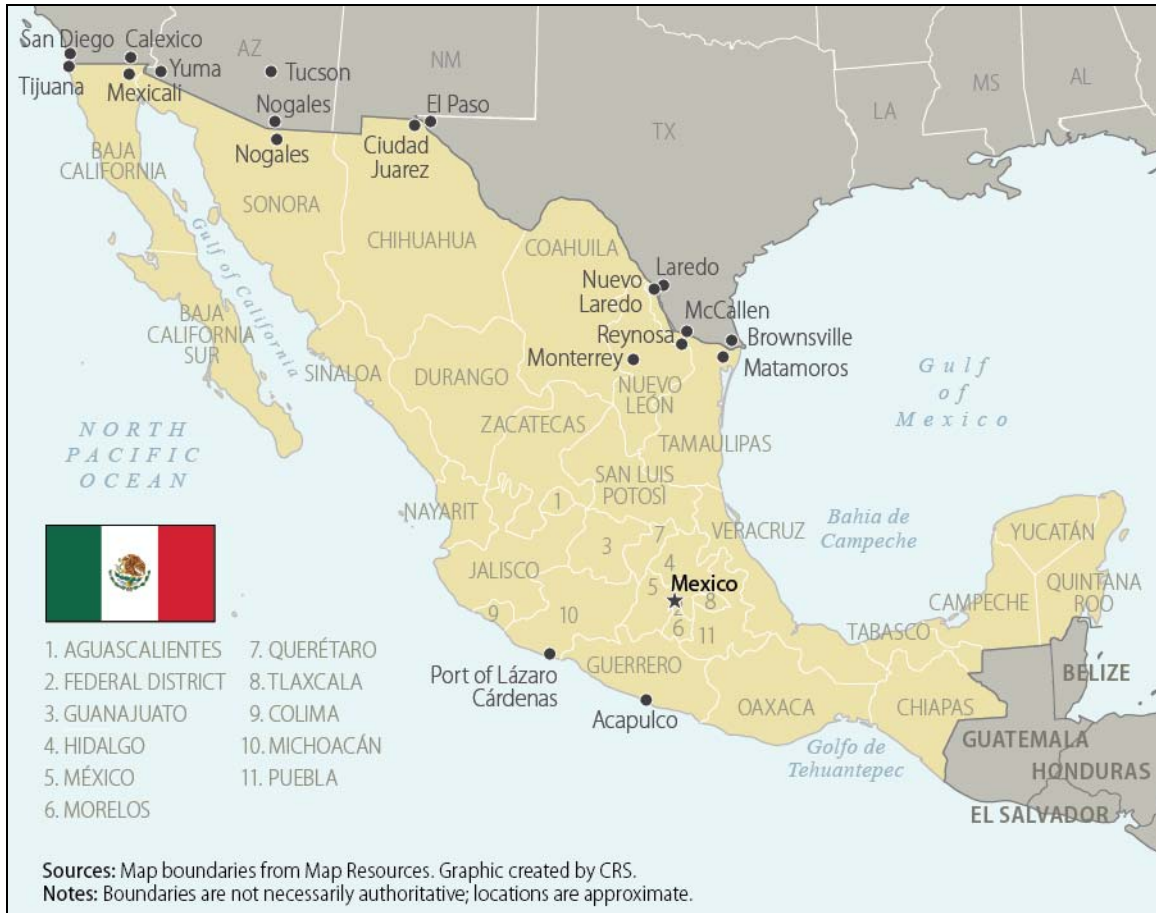 San Diego
Calexico
AZ
NM
Tijuana
Mexicali
Yuma
Tucson
Nogales
Nogales
El Paso
Ciudad
Juarez
TX
LA
MS
AL
BAJA
CALIFORNIA
SONORA
CHIHUAHUA
COAHUILA
Gulf of California
Nuevo
Laredo
Laredo
McCallen
Reynosa
Brownsville
Monterrey
Matamoros
BAJA
CALIFORNIA
SUR
SINALOA
DURANGO
NUEVO
LEÓN
Gulf
of
Mexico
ZACATECAS
TAMAULIPAS
NORTH
PACIFIC
OCEAN
SAN LUIS
POTOSÍ
NAYARIT
1
VERACRUZ
Bahia de
Campeche
YUCATÁN
3
7
4
JALISCO
5
Mexico
2
8
6
11
9
10
CAMPECHE
QUINTANA
ROO
TABASCO
GUERRERO
Port of Lázaro
Cárdenas
Acapulco
OAXACA
CHIAPAS
BELIZE
Golfo de
Tehuantepec
GUATEMALA
HONDURAS
EL SALVADOR
1. AGUASCALIENTES
2. FEDERAL DISTRICT
3. GUANAJUATO
4. HIDALGO
5. MÉXICO
6. MORELOS
7. QUERÉTARO
8. TLAXCALA
9. COLIMA
10. MICHOACÁN
11. PUEBLA
Sources: Map boundaries from Map Resources. Graphic created by CRS.
Notes: Boundaries are not necessarily authoritative; locations are approximate.